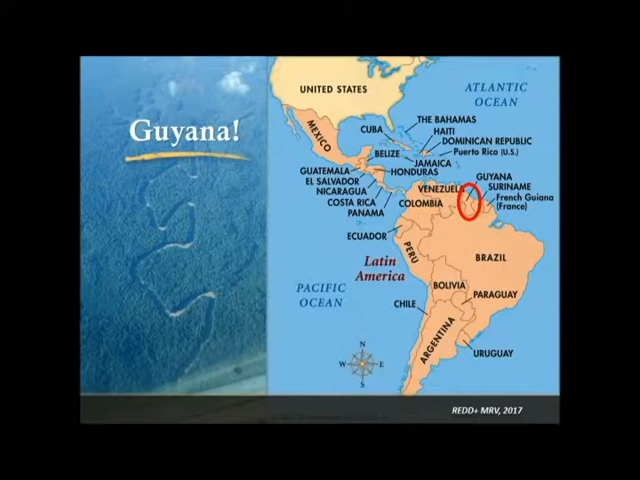 Guyana!
UNITED STATES
ATLANTIC
OCEAN
MEXICO
CUBA
THE BAHAMAS
HAITI
DOMINICAN REPUBLIC
Puerto Rico (U.S.)
BELIZE
JAMAICA
GUATEMALA
HONDURAS
EL SALVADOR
NICARAGUA
COSTA RICA
PANAMA
VENEZUELA
GUYANA
SURINAME
French Guiana
(France)
COLOMBIA
ECUADOR
PERU
BRAZIL
Latin
America
PACIFIC
OCEAN
BOLIVIA
PARAGUAY
CHILE
ARGENTINA
URUGUAY
N
W E
S
REDD+ MRV, 2017